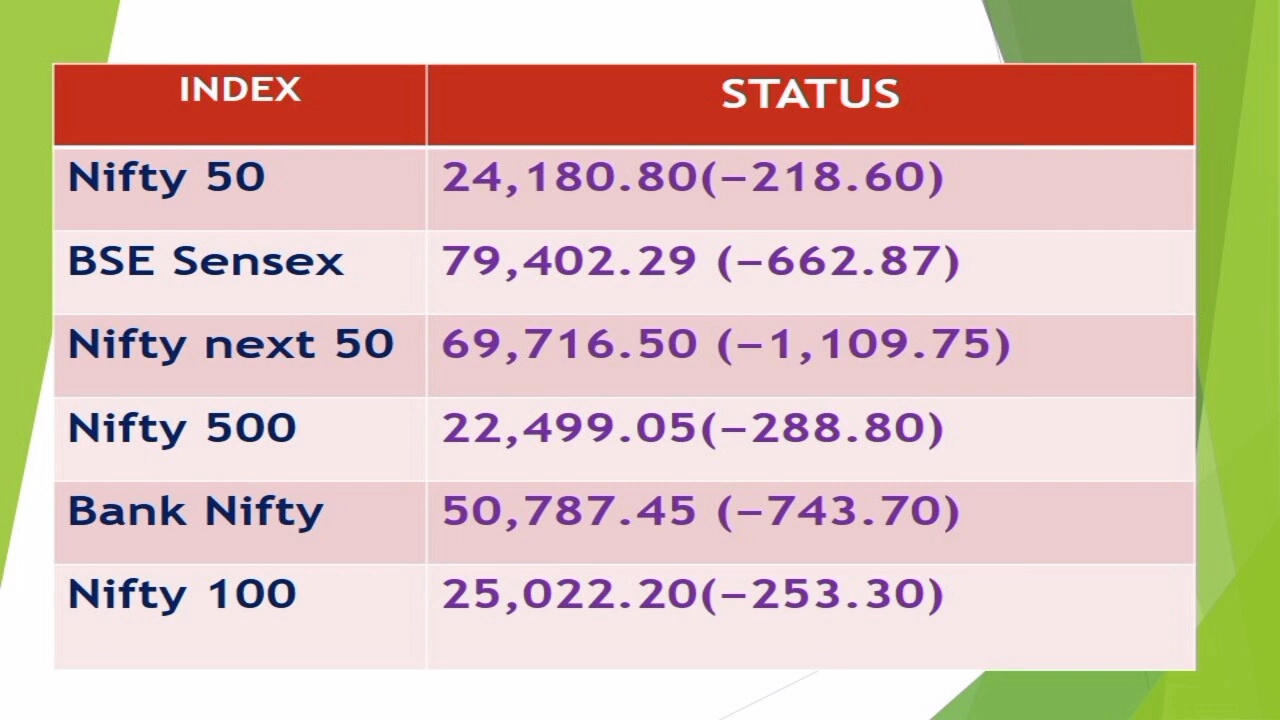 INDEX STATUS
Nifty 50 24,180.80(-218.60)
BSE Sensex 79,402.29 (-662.87)
Nifty next 50 69,716.50 (-1,109.75)
Nifty 500 22,499.05(-288.80)
Bank Nifty 50,787.45 (-743.70)
Nifty 100 25,022.20(-253.30)